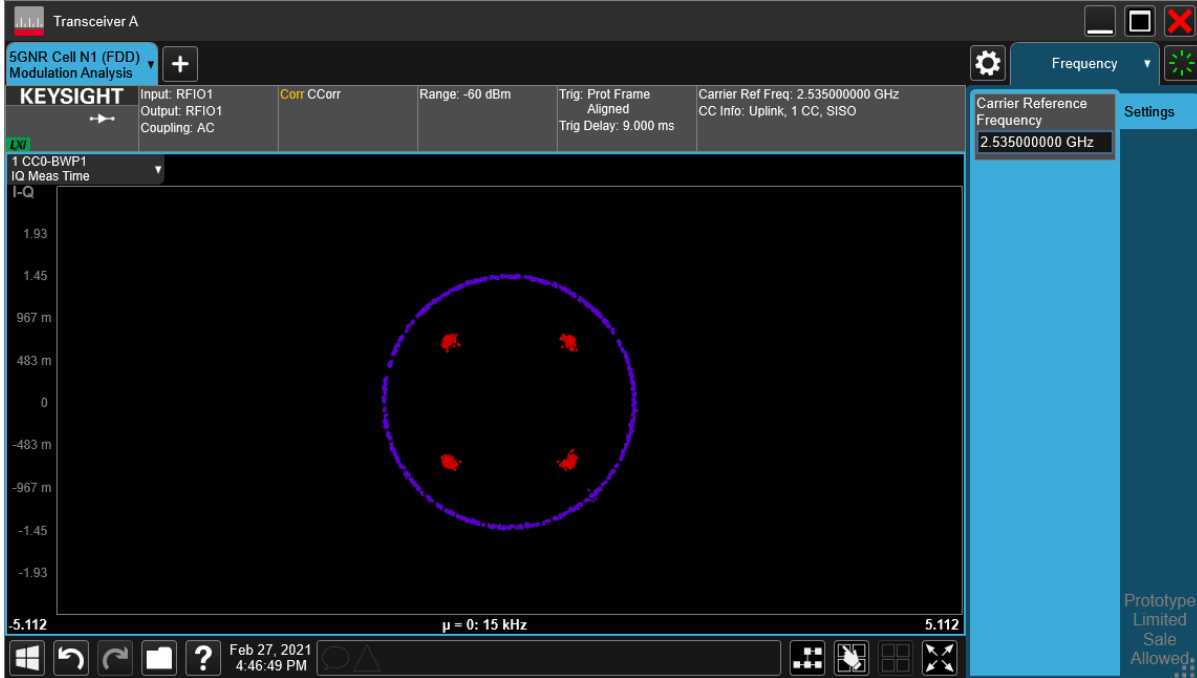 Transceiver A
5GNR Cell N1 (FDD)
Modulation Analysis
Frequency
KEYSIGHT
LXI
Input: RFIO1
Output: RFIO1
Coupling: AC
Corr CCorr
Range: -60 dBm
Trig: Prot Frame
Aligned
Trig Delay: 9.000 ms
Carrier Ref Freq: 2.535000000 GHz
CC Info: Uplink, 1 CC, SISO
Carrier Reference
Frequency
2.535000000 GHz
Settings
1 CC0-BWP1
IQ Meas Time
I-Q
1.93
1.45
967 m
483 m
0
-483 m
-967 m
-1.45
-1.93
-5.112
µ = 0: 15 kHz
5.112
Prototype
Limited
Sale
Allowed
?
Feb 27, 2021
4:46:49 PM